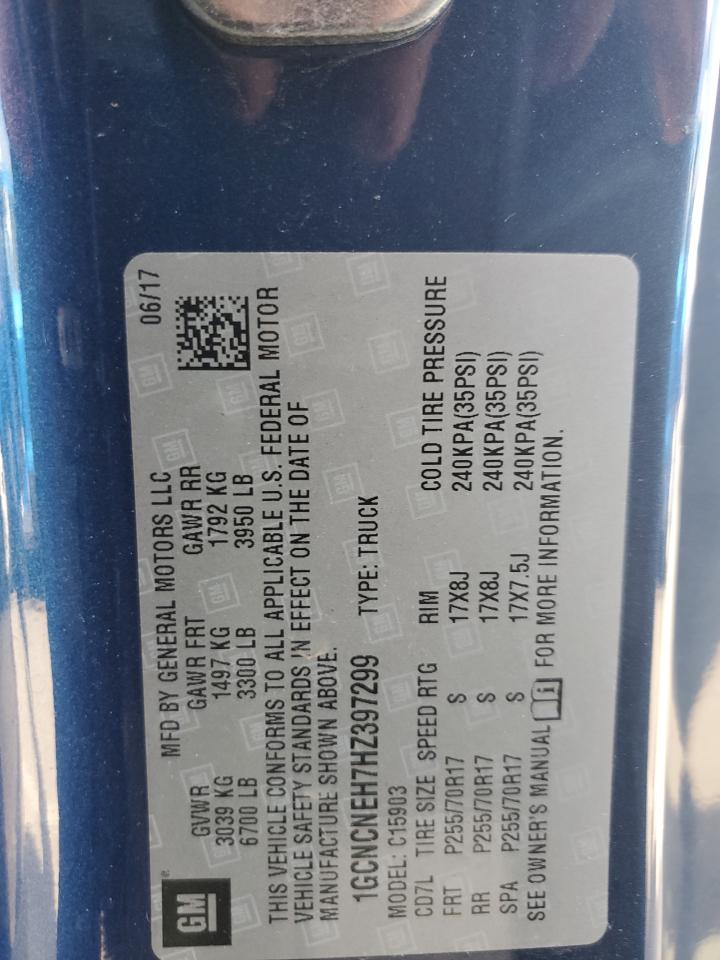 GM
MFD BY GENERAL MOTORS LLC 06/17
GVWR GAWR FRT GAWR RR
3039 KG 1497 KG 1792 KG
6700 LB 3300 LB 3950 LB
THIS VEHICLE CONFORMS TO ALL APPLICABLE U.S. FEDERAL MOTOR
VEHICLE SAFETY STANDARDS IN EFFECT ON THE DATE OF
MANUFACTURE SHOWN ABOVE.
1GCNCNEH7HZ397299 TYPE: TRUCK
MODEL: C15903
CD7L TIRE SIZE SPEED RTG RIM COLD TIRE PRESSURE
FRT P255/70R17 S 17X8J 240KPA(35PSI)
RR P255/70R17 S 17X8J 240KPA(35PSI)
SPA P255/70R17 S 17X7.5J 240KPA(35PSI)
SEE OWNER'S MANUAL i FOR MORE INFORMATION.